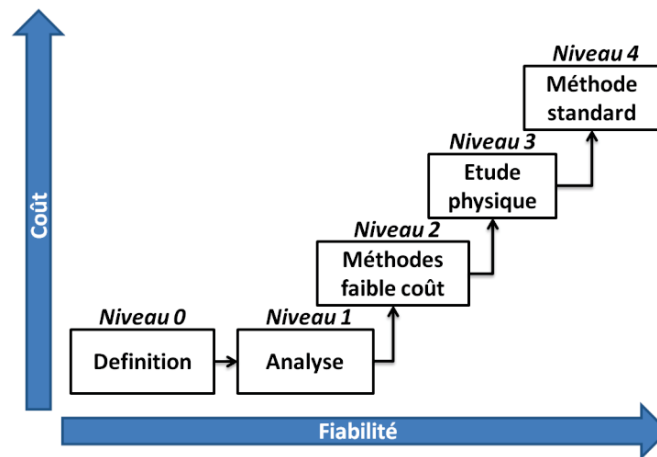 Niveau 4
Méthode
standard
Niveau 3
Etude
physique
Niveau 2
Méthodes
faible coût
Niveau 0
Definition
Niveau 1
Analyse
Coût
Fiabilité